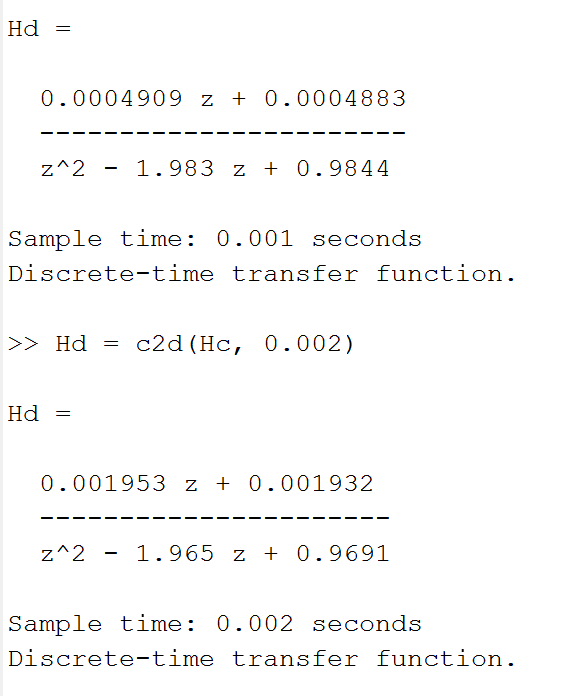 Hd =
0.0004909 z + 0.0004883
-----------------------
z^2 - 1.983 z + 0.9844
Sample time: 0.001 seconds
Discrete-time transfer function.
>> Hd = c2d(Hc, 0.002)
Hd =
0.001953 z + 0.001932
----------------------
z^2 - 1.965 z + 0.9691
Sample time: 0.002 seconds
Discrete-time transfer function.